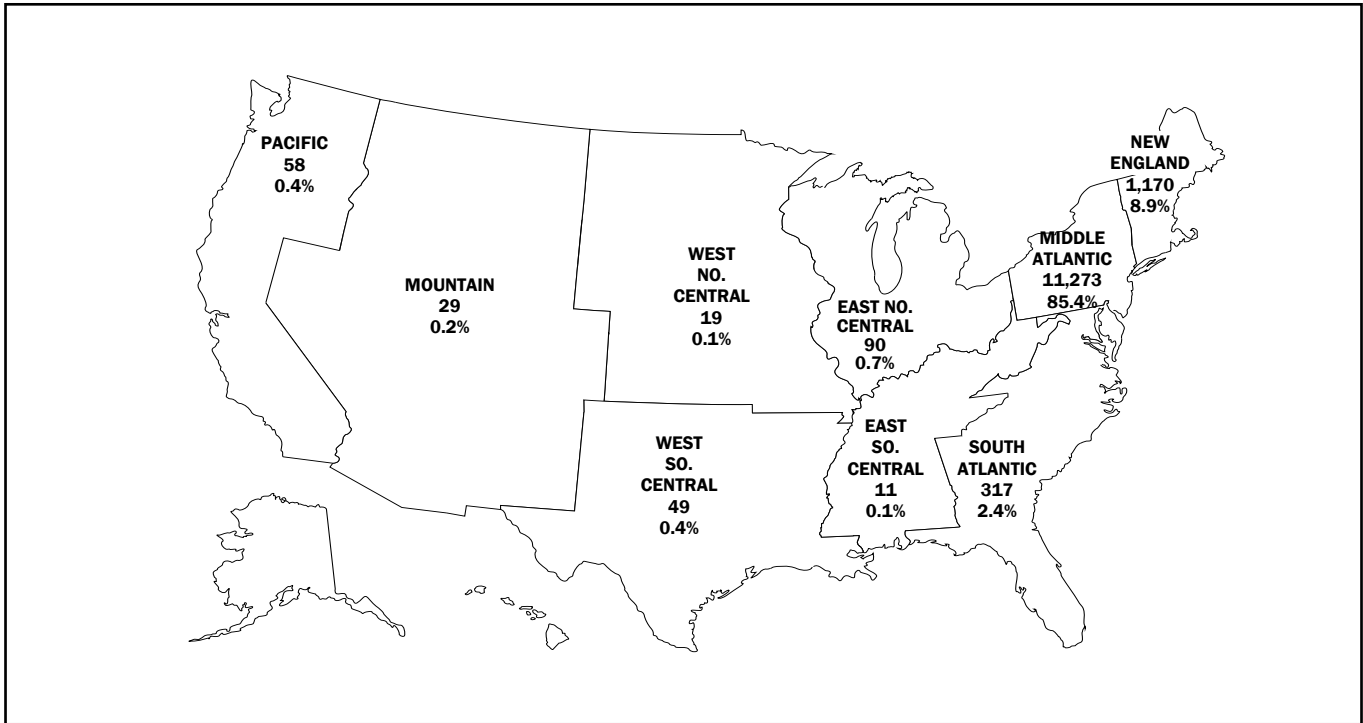 PACIFIC
58
0.4%
MOUNTAIN
29
0.2%
WEST
NO.
CENTRAL
19
0.1%
WEST
SO.
CENTRAL
49
0.4%
EAST NO.
CENTRAL
90
0.7%
EAST
SO.
CENTRAL
11
0.1%
SOUTH
ATLANTIC
317
2.4%
MIDDLE
ATLANTIC
11,273
85.4%
NEW
ENGLAND
1,170
8.9%